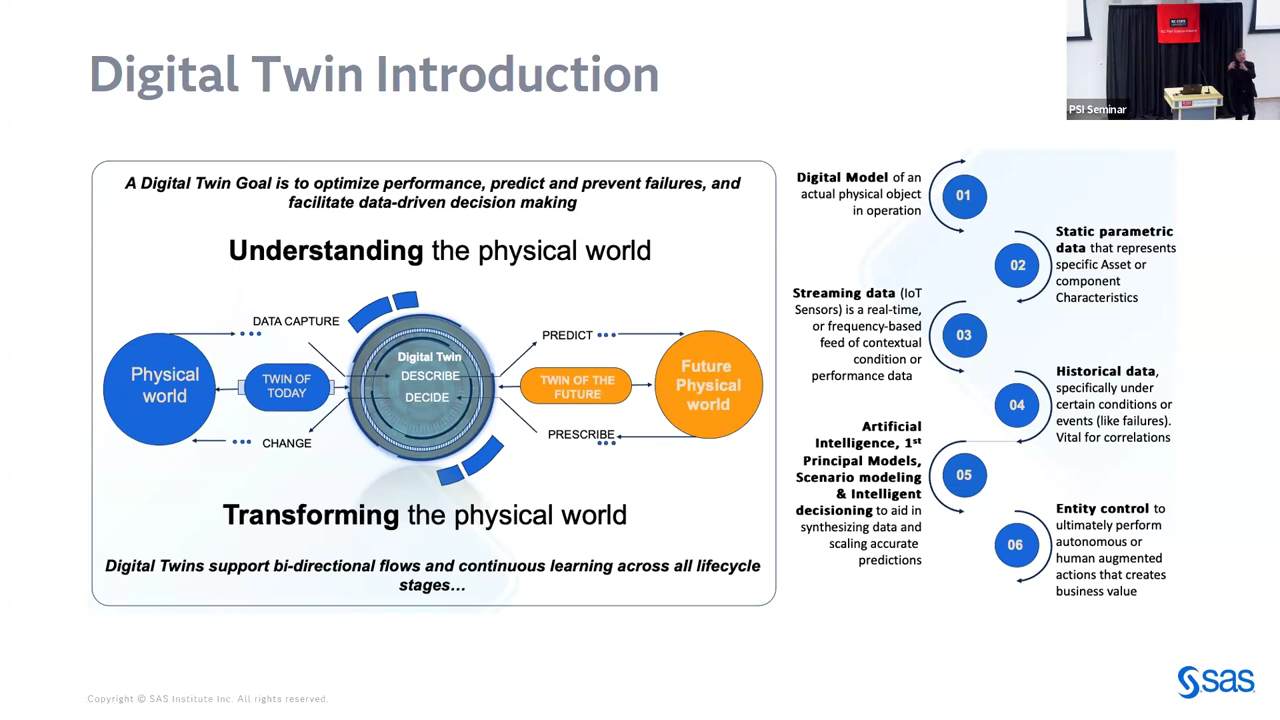 Digital Twin Introduction
PSI Seminar
A Digital Twin Goal is to optimize performance, predict and prevent failures, and
facilitate data-driven decision making
Understanding the physical world
DATA CAPTURE
PREDICT
Physical
world
TWIN OF
TODAY
Digital Twin
DESCRIBE
DECIDE
TWIN OF THE
FUTURE
Future
Physical
world
CHANGE
PRESCRIBE
Transforming the physical world
Digital Twins support bi-directional flows and continuous learning across all lifecycle
stages…
Digital Model of an
actual physical object
in operation
01
Static parametric
data that represents
specific Asset or
component
Characteristics
02
Streaming data (IoT
Sensors) is a real-time,
or frequency-based
feed of contextual
condition or
performance data
03
Historical data,
specifically under
certain conditions or
events (like failures).
Vital for correlations
04
Artificial
Intelligence, 1st
Principal Models,
Scenario modeling
& Intelligent
decisioning to aid in
synthesizing data and
scaling accurate
predictions
05
Entity control to
ultimately perform
autonomous or
human augmented
actions that creates
business value
06
Copyright © SAS Institute Inc. All rights reserved.
sas